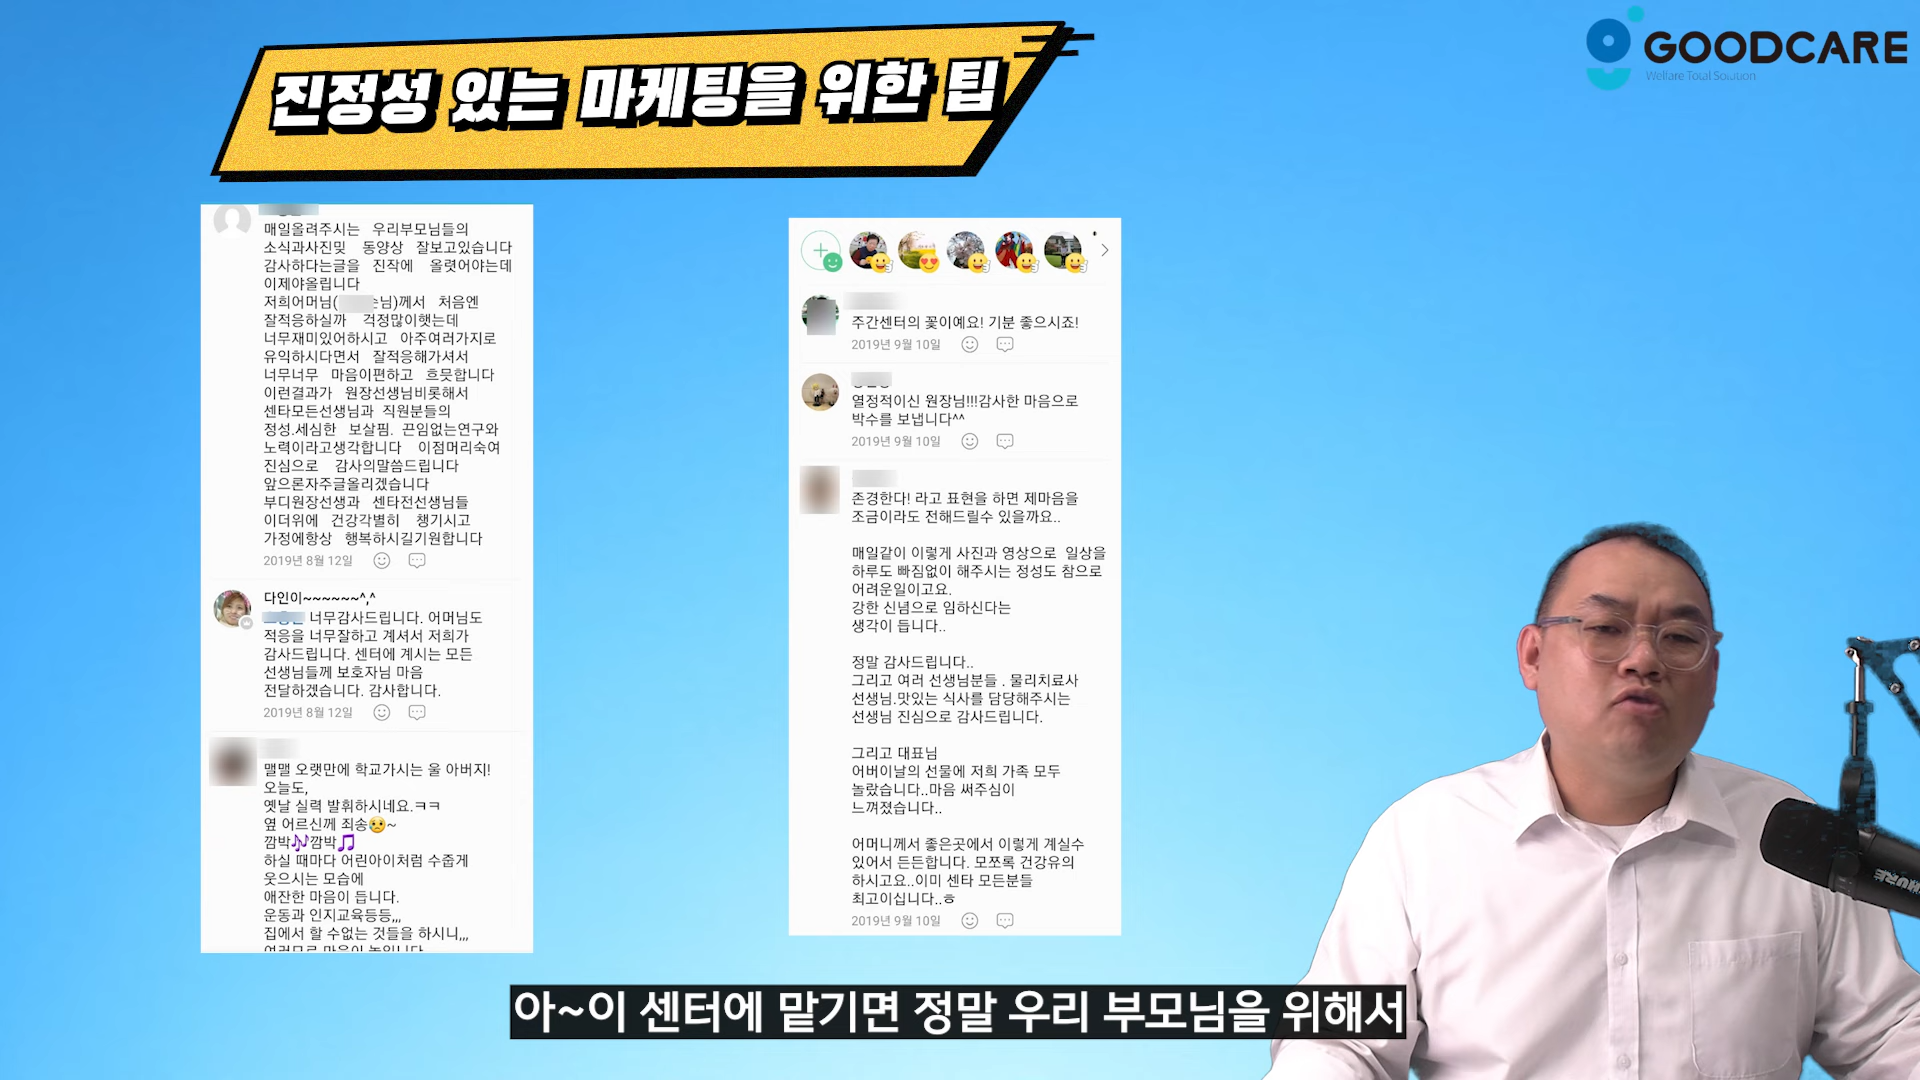 진정성 있는 마케팅을 위한 팁
GOODCARE
Welfare Total Solution
매일올려주시는 우리부모님들의
소식과사진및 동양상 잘보고있습니다
감사하다는글을 진작에 올렷어야는데
이제야올립니다
저희어머님( 님)께서 처음엔
잘적응하실까 걱정많이햇는데
너무재미있어하시고 아주여러가지로
유익하시다면서 잘적응해가셔서
너무너무 마음이편하고 흐뭇합니다
이런결과가 원장선생님비롯해서
센타모든선생님과 직원분들의
정성.세심한 보살핌. 끈임없는연구와
노력이라고생각합니다 이점머리숙여
진심으로 감사의말씀드립니다
앞으론자주글올리겠습니다
부디원장선생과 센타전선생님들
이더위에 건강각별히 챙기시고
가정에항상 행복하시길기원합니다
2019년 8월 12일
다인이~~~~~~^,^
너무감사드립니다. 어머님도
적응을 너무잘하고 계셔서 저희가
감사드립니다. 센터에 계시는 모든
선생님들께 보호자님 마음
전달하겠습니다. 감사합니다.
2019년 8월 12일
맬맬 오랫만에 학교가시는 울 아버지!
오늘도,
옛날 실력 발휘하시네요.ㅋㅋ
옆 어르신께 죄송😥~
깜박🎶깜박🎵
하실 때마다 어린아이처럼 수줍게
웃으시는 모습에
애잔한 마음이 듭니다.
운동과 인지교육등등,,,
집에서 할 수없는 것들을 하시니,,,
여러모로 마음이 놓입니다
주간센터의 꽃이예요! 기분 좋으시죠!
2019년 9월 10일
열정적이신 원장님!!!감사한 마음으로
박수를 보냅니다^^
2019년 9월 10일
존경한다! 라고 표현을 하면 제마음을
조금이라도 전해드릴수 있을까요..
매일같이 이렇게 사진과 영상으로 일상을
하루도 빠짐없이 해주시는 정성도 참으로
어려운일이고요.
강한 신념으로 임하신다는
생각이 듭니다..
정말 감사드립니다..
그리고 여러 선생님분들 . 물리치료사
선생님.맛있는 식사를 담당해주시는
선생님 진심으로 감사드립니다.
그리고 대표님
어버이날의 선물에 저희 가족 모두
놀랐습니다..마음 써주심이
느껴졌습니다..
어머니께서 좋은곳에서 이렇게 계실수
있어서 든든합니다. 모쪼록 건강유의
하시고요..이미 센타 모든분들
최고이십니다..ㅎ
2019년 9월 10일
아~이 센터에 맡기면 정말 우리 부모님을 위해서